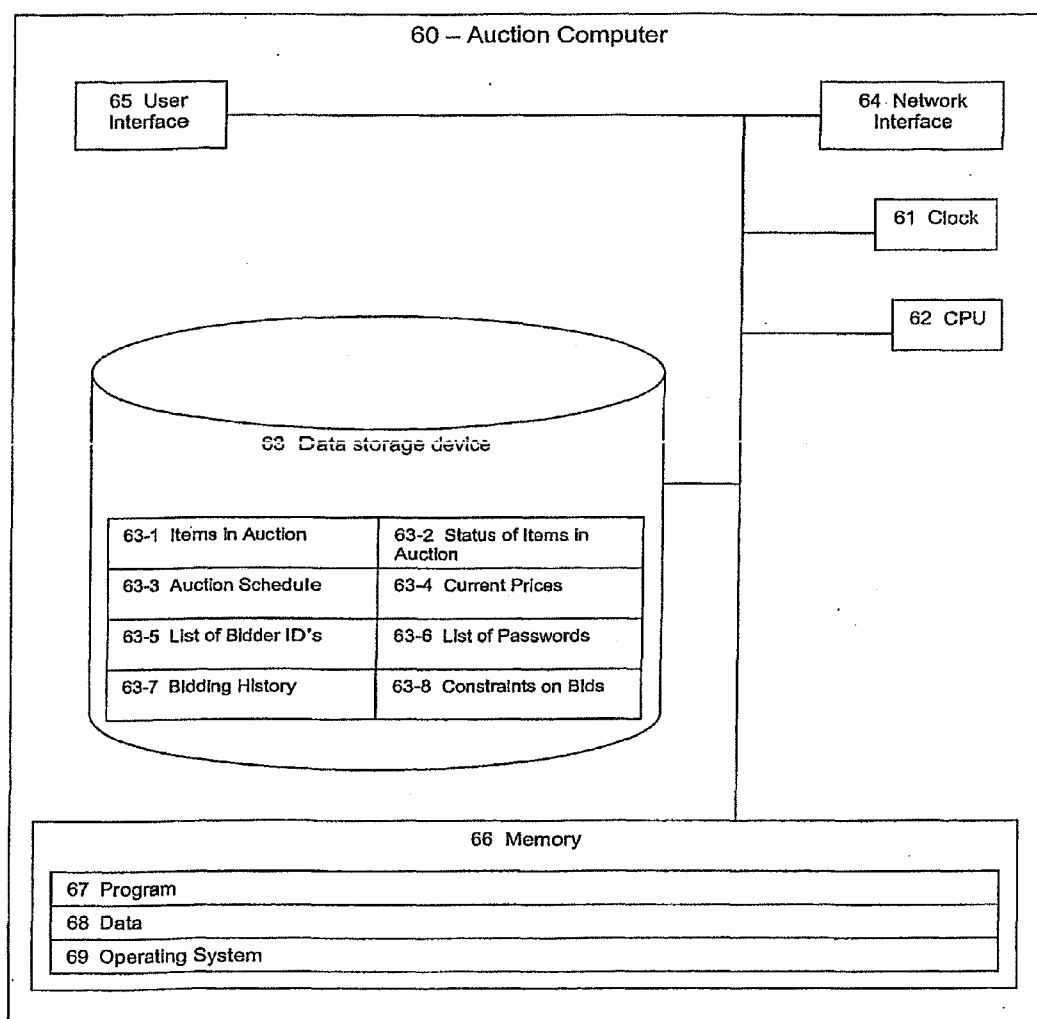 60 – Auction Computer
65 User
Interface
64 Network
Interface
61 Clock
62 CPU
63 Data storage device
63-1 Items in Auction
63-2 Status of Items in
Auction
63-3 Auction Schedule
63-4 Current Prices
63-5 List of Bidder ID's
63-6 List of Passwords
63-7 Bidding History
63-8 Constraints on Bids
66 Memory
67 Program
68 Data
69 Operating System